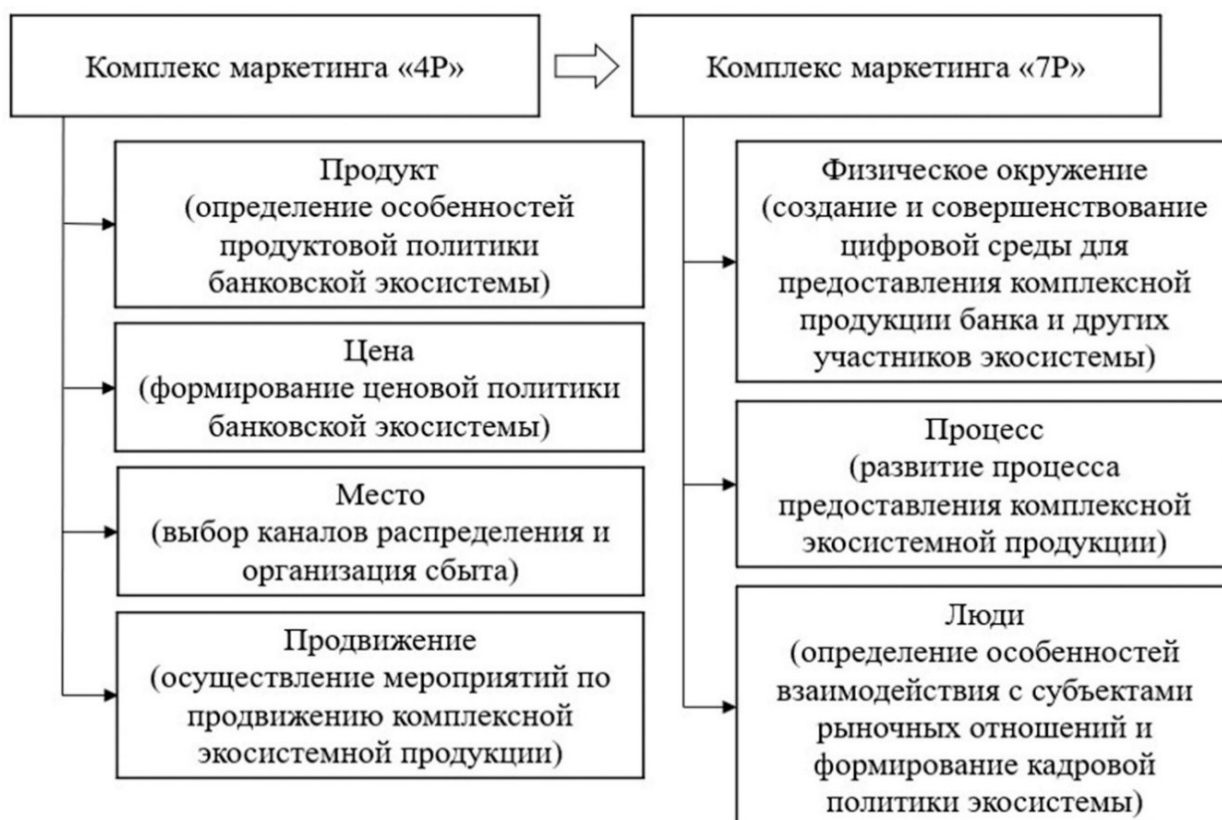 Комплекс маркетинга «4P»
Продукт
(определение особенностей
продуктовой политики
банковской экосистемы)
Цена
(формирование ценовой политики
банковской экосистемы)
Место
(выбор каналов распределения и
организация сбыта)
Продвижение
(осуществление мероприятий по
продвижению комплексной
экосистемной продукции)
Комплекс маркетинга «7P»
Физическое окружение
(создание и совершенствование
цифровой среды для
предоставления комплексной
продукции банка и других
участников экосистемы)
Процесс
(развитие процесса
предоставления комплексной
экосистемной продукции)
Люди
(определение особенностей
взаимодействия с субъектами
рыночных отношений и
формирование кадровой
политики экосистемы)